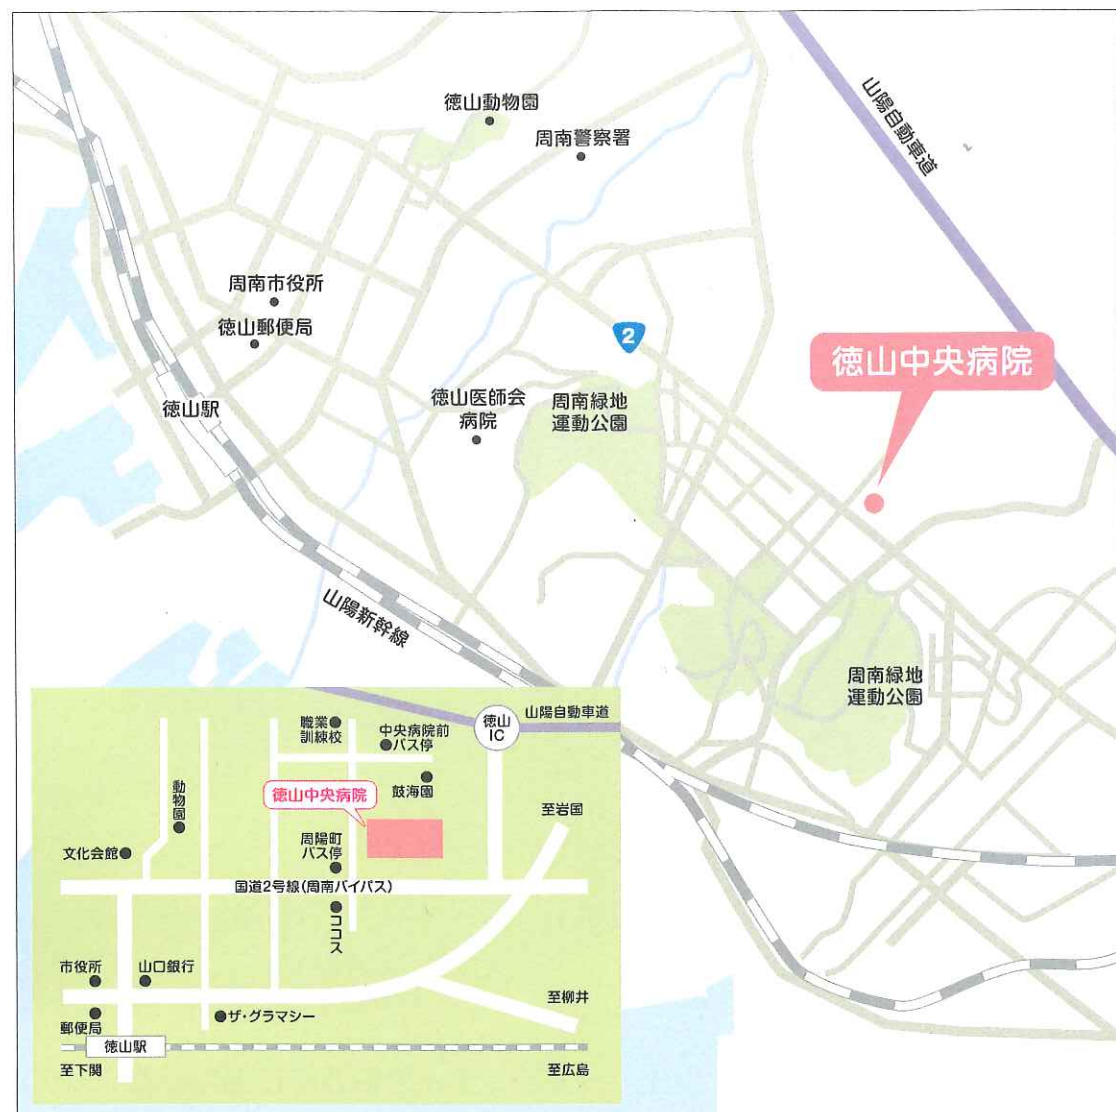 徳山動物園
周南警察署
山陽自動車道
周南市役所
徳山郵便局
2
徳山中央病院
徳山駅
徳山医師会
病院
周南緑地
運動公園
山陽新幹線
周南緑地
運動公園
職業
訓練校
中央病院前
バス停
徳山
IC
山陽自動車道
動物園
徳山中央病院
鼓海園
至岩国
文化会館
周陽町
バス停
国道2号線(周南バイパス)
ココス
市役所
山口銀行
至柳井
郵便局
ザ・グラマシー
徳山駅
至下関
至広島